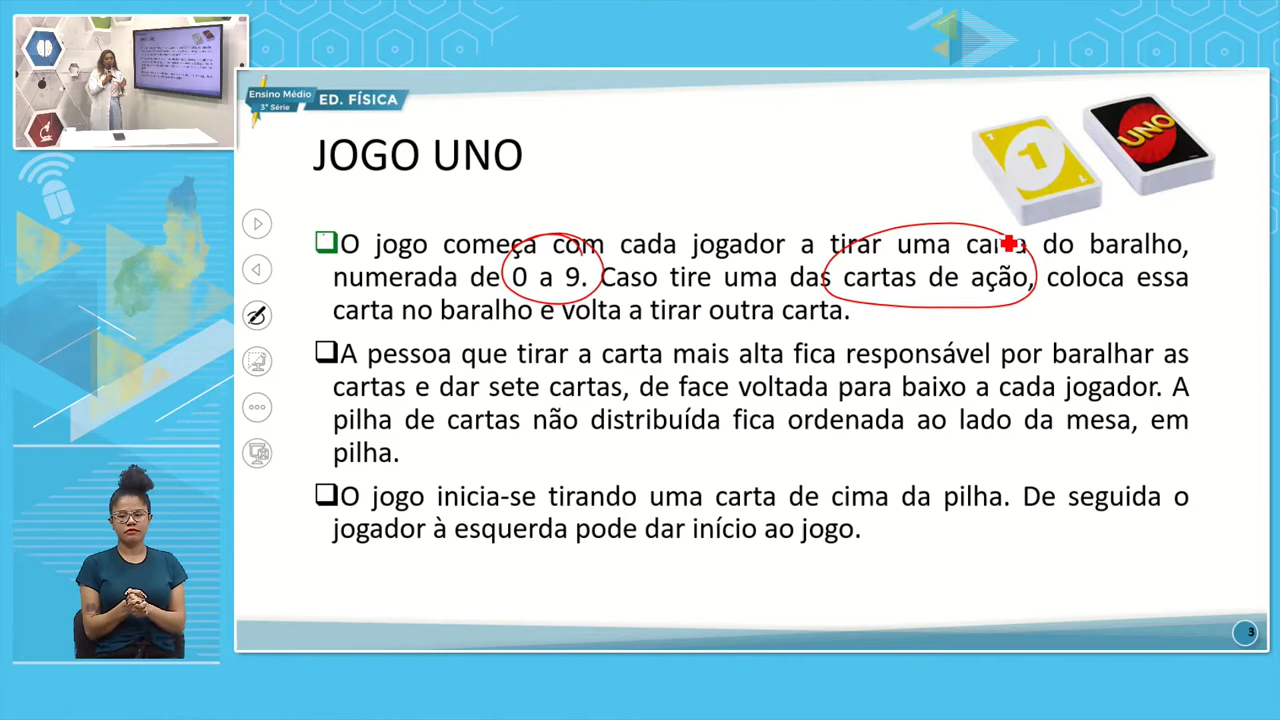 Ensino Médio
3ª Série
ED. FÍSICA
JOGO UNO
1
UNO
O jogo começa com cada jogador a tirar uma carta do baralho,
numerada de 0 a 9. Caso tire uma das cartas de ação, coloca essa
carta no baralho e volta a tirar outra carta.
A pessoa que tirar a carta mais alta fica responsável por baralhar as
cartas e dar sete cartas, de face voltada para baixo a cada jogador. A
pilha de cartas não distribuída fica ordenada ao lado da mesa, em
pilha.
O jogo inicia-se tirando uma carta de cima da pilha. De seguida o
jogador à esquerda pode dar início ao jogo.
3